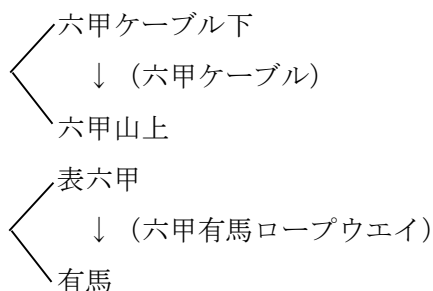 六甲ケーブル下
↓（六甲ケーブル）
六甲山上
表六甲
↓（六甲有馬ロープウエイ）
有馬